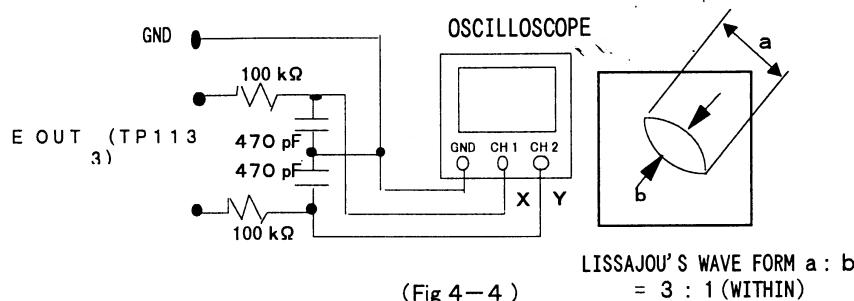 OSCILLOSCOPE
GND
100 kΩ
a
E OUT (TP113
3)
470 pF
470 pF
GND CH 1 CH 2
X Y
b
100 kΩ
LISSAJOU'S WAVE FORM a : b
= 3 : 1 (WITHIN)
(Fig 4-4)